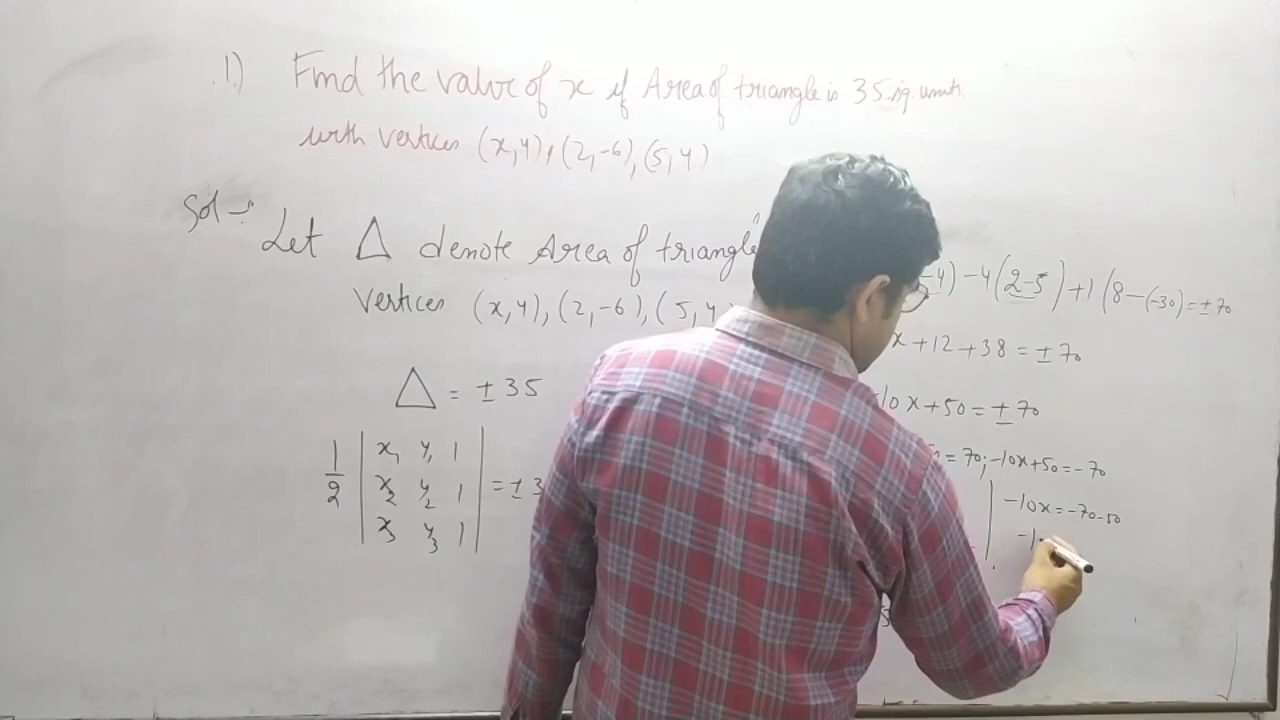 1.) Find the value of x if Area of triangle is 35 sq units
with vertices (x,4), (2,-6), (5,4)
Sol -: Let Δ denote Area of triangle
Vertices (x,4), (2,-6), (5,4
Δ = ±35
1/2 | x₁ y₁ 1 |
| x₂ y₂ 1 | = ± 3
| x₃ y₃ 1 |
-4) -4(2-5) +1(8-(-30) = ±70
x+12+38 = ±70
10x+50 = ±70
= 70; -10x+50 = -70
-10x = -70-50
-1